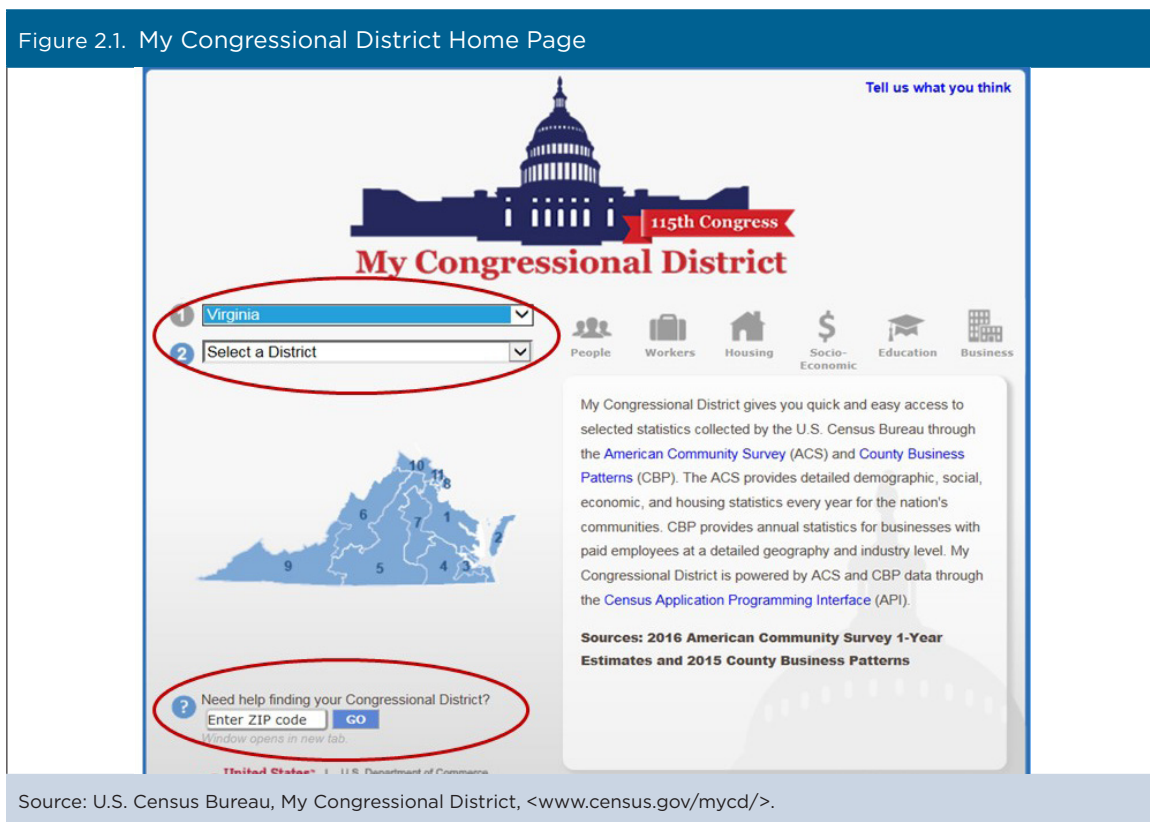 Figure 2.1. My Congressional District Home Page
Tell us what you think
115th Congress
My Congressional District
1 Virginia
2 Select a District
People Workers Housing Socio- Education Business
Economic
10
11
8
6
7
1
2
9
5
4
3
My Congressional District gives you quick and easy access to
selected statistics collected by the U.S. Census Bureau through
the American Community Survey (ACS) and County Business
Patterns (CBP). The ACS provides detailed demographic, social,
economic, and housing statistics every year for the nation's
communities. CBP provides annual statistics for businesses with
paid employees at a detailed geography and industry level. My
Congressional District is powered by ACS and CBP data through
the Census Application Programming Interface (API).
Sources: 2016 American Community Survey 1-Year
Estimates and 2015 County Business Patterns
? Need help finding your Congressional District?
Enter ZIP code GO
Window opens in new tab.
United States | U.S. Department of Commerce
Source: U.S. Census Bureau, My Congressional District, <www.census.gov/mycd/>.